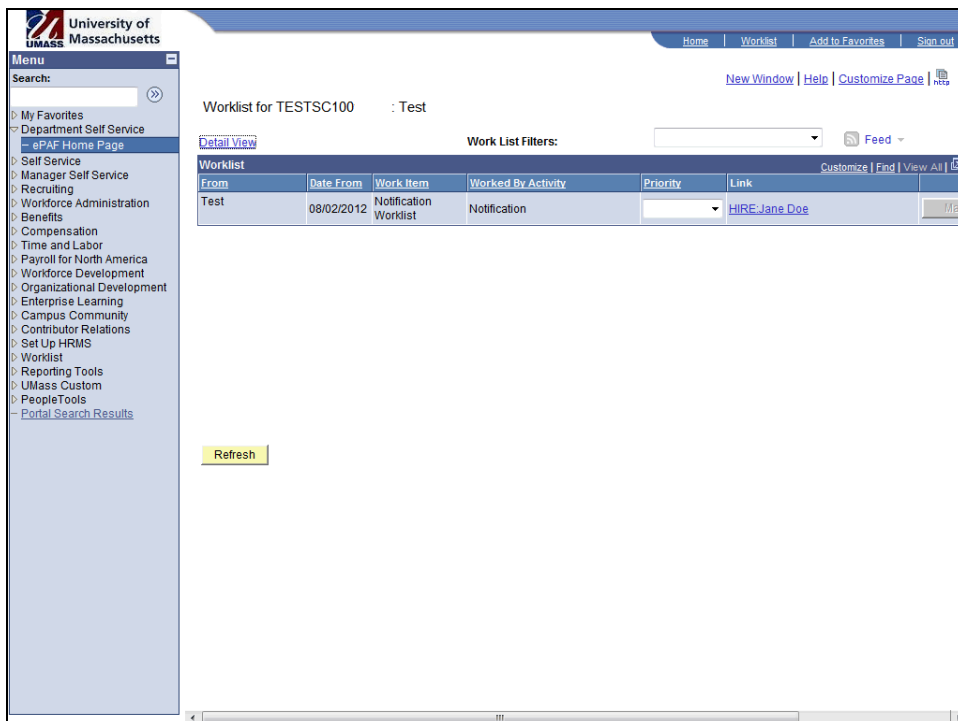 University of
UMASS Massachusetts
Home | Worklist | Add to Favorites | Sign out
Menu
Search:
New Window | Help | Customize Page | http
My Favorites
Department Self Service
ePAF Home Page
Self Service
Manager Self Service
Recruiting
Workforce Administration
Benefits
Compensation
Time and Labor
Payroll for North America
Workforce Development
Organizational Development
Enterprise Learning
Campus Community
Contributor Relations
Set Up HRMS
Worklist
Reporting Tools
UMass Custom
PeopleTools
Portal Search Results
Worklist for TESTSC100 : Test
Detail View Work List Filters: Feed
Worklist Customize | Find | View All |
From Date From Work Item Worked By Activity Priority Link
Test 08/02/2012 Notification Worklist Notification HIRE:Jane Doe
Refresh